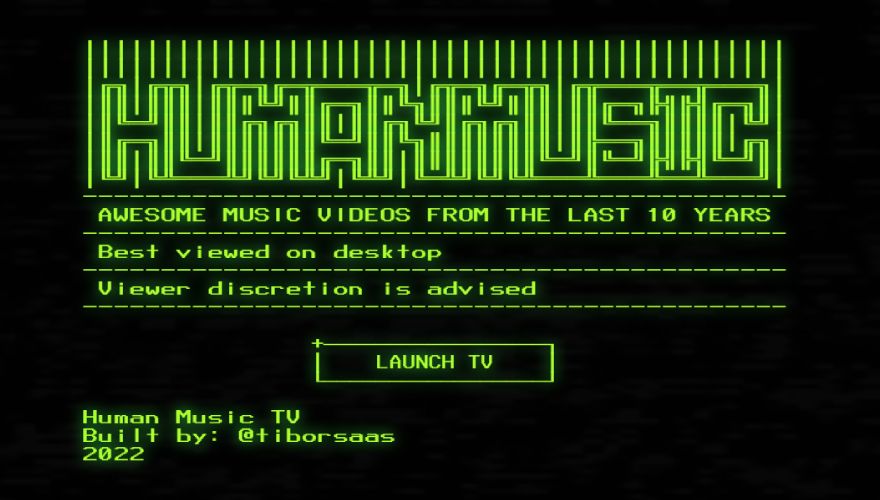 HUMANMUSIC
AWESOME MUSIC VIDEOS FROM THE LAST 10 YEARS
Best viewed on desktop
Viewer discretion is advised
LAUNCH TV
Human Music TV
Built by: @tiborsaas
2022